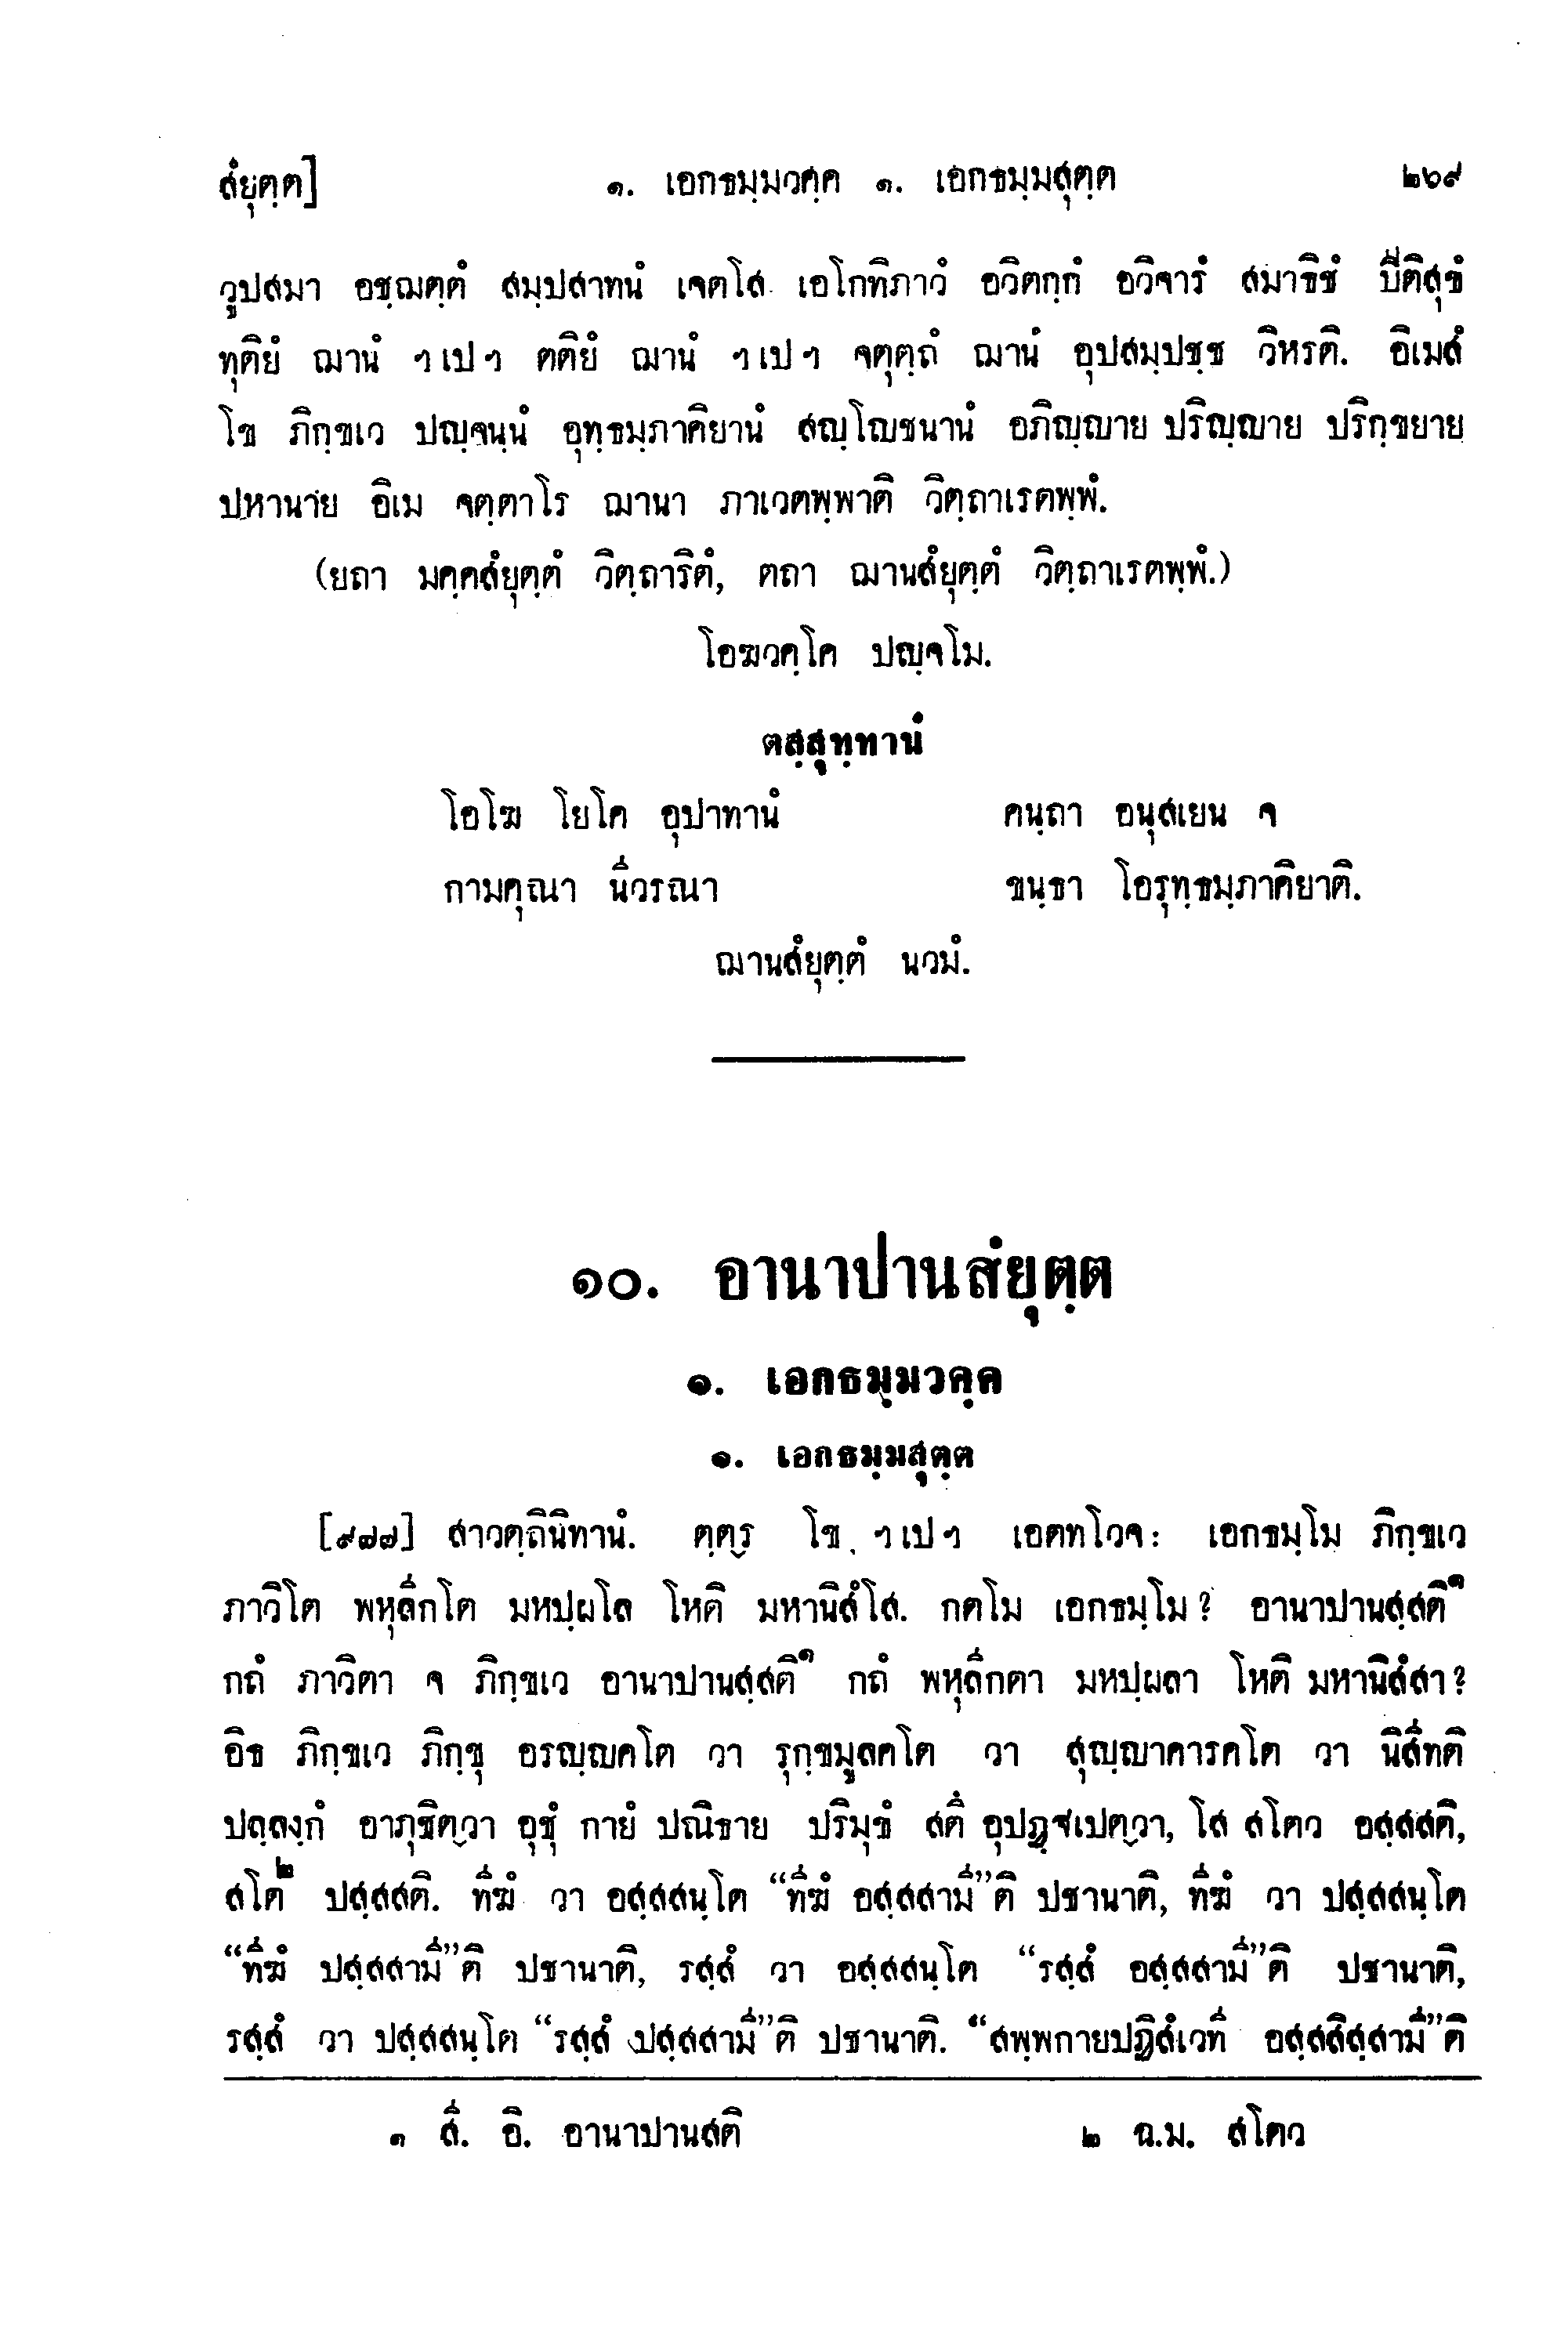 สํยุตฺต] ๑. เอกธมฺมวคฺค ๑. เอกธมฺมสุตฺต ๒๖๙
วูปสมา อชฺฌตฺตํ สมฺปสาทนํ เจตโส เอโกทิภาวํ อวิตกฺกํ อวิจารํ สมาธิชํ ปีติสุขํ
ทุติยํ ฌานํ ฯเปฯ ตติยํ ฌานํ ฯเปฯ จตุตฺถํ ฌานํ อุปสมฺปชฺช วิหรติ. อิเมสํ
โข ภิกฺขเว ปญฺจนฺนํ อุทฺธมฺภาคิยานํ สญฺโญชนานํ อภิญฺญาย ปริญฺญาย ปริกฺขยาย
ปหานาย อิเม จตฺตาโร ฌานา ภาเวตพฺพาติ วิตฺถาเรตพฺพํ.
(ยถา มคฺคสํยุตฺตํ วิตฺถาริตํ, ตถา ฌานสํยุตฺตํ วิตฺถาเรตพฺพํ.)
โอฆวคฺโค ปญฺจโม.
ตสฺสุทฺทานํ
โอโฆ โยโค อุปาทานํ คนฺถา อนุสเยน จ
กามคุณา นีวรณา ขนฺธา โอรุทฺธมฺภาคิยาติ.
ฌานสํยุตฺตํ นวมํ.
๑๐. อานาปานสํยุตฺต
๑. เอกธมฺมวคฺค
๑. เอกธมฺมสุตฺต
[๙๗๗] สาวตฺถินิทานํ. ตตฺร โข ฯเปฯ เอตทโวจ: เอกธมฺโม ภิกฺขเว
ภาวิโต พหุลีกโต มหปฺผโล โหติ มหานิสํโส. กตโม เอกธมฺโม? อานาปานสฺสติ๑
กถํ ภาวิตา จ ภิกฺขเว อานาปานสฺสติ๑ กถํ พหุลีกตา มหปฺผลา โหติ มหานิสํสา?
อิธ ภิกฺขเว ภิกฺขุ อรญฺญคโต วา รุกฺขมูลคโต วา สุญฺญาคารคโต วา นิสีทติ
ปลฺลงฺกํ อาภุชิตฺวา อุชุํ กายํ ปณิธาย ปริมุขํ สตึ อุปฏฺฐเปตฺวา, โส สโตว อสฺสสติ,
สโต๒ ปสฺสสติ. ทีฆํ วา อสฺสสนฺโต “ทีฆํ อสฺสสามี”ติ ปชานาติ, ทีฆํ วา ปสฺสสนฺโต
“ทีฆํ ปสฺสสามี”ติ ปชานาติ, รสฺสํ วา อสฺสสนฺโต “รสฺสํ อสฺสสามี”ติ ปชานาติ,
รสฺสํ วา ปสฺสสนฺโต “รสฺสํ ปสฺสสามี”ติ ปชานาติ. “สพฺพกายปฏิสํเวที อสฺสสิสฺสามี”ติ
๑ สี. อิ. อานาปานสติ ๒ ฉ.ม. สโตว